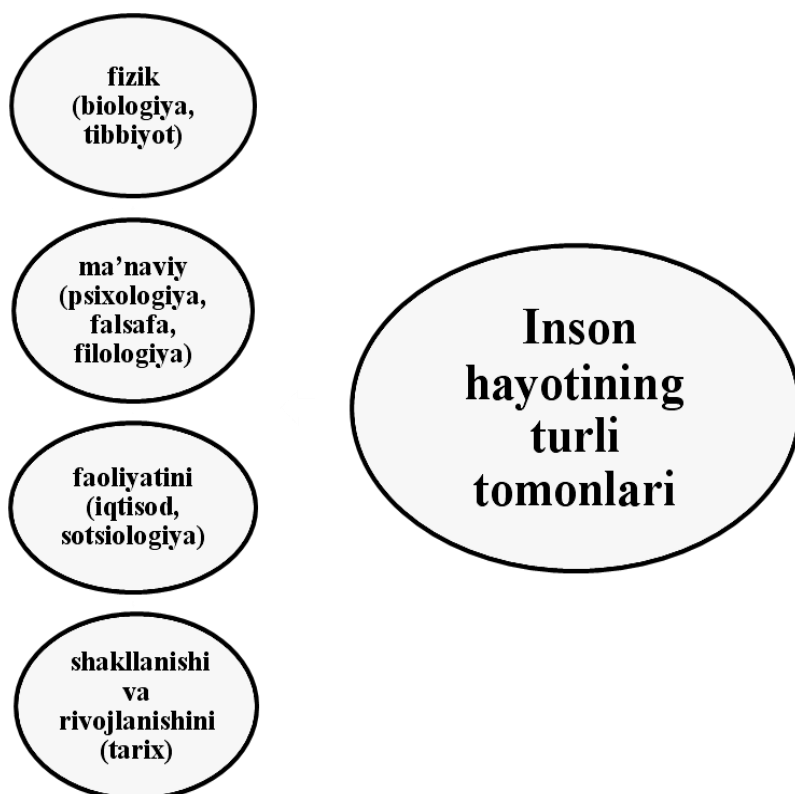 fizik
(biologiya,
tibbiyot)
ma’naviy
(psixologiya,
falsafa,
filologiya)
faoliyatini
(iqtisod,
sotsiologiya)
shakllanishi
va
rivojlanishini
(tarix)
Inson
hayotining
turli
tomonlari